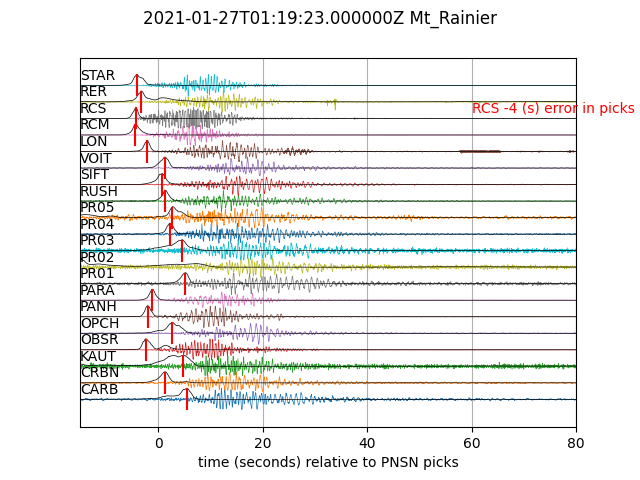 2021-01-27T01:19:23.000000Z Mt_Rainier
STAR
RER
RCS
RCS -4 (s) error in picks
RCM
LON
VOIT
SIFT
RUSH
PR05
PR04
PR03
PR02
PR01
PARA
PANH
OPCH
OBSR
KAUT
CRBN
CARB
0 20 40 60 80
time (seconds) relative to PNSN picks